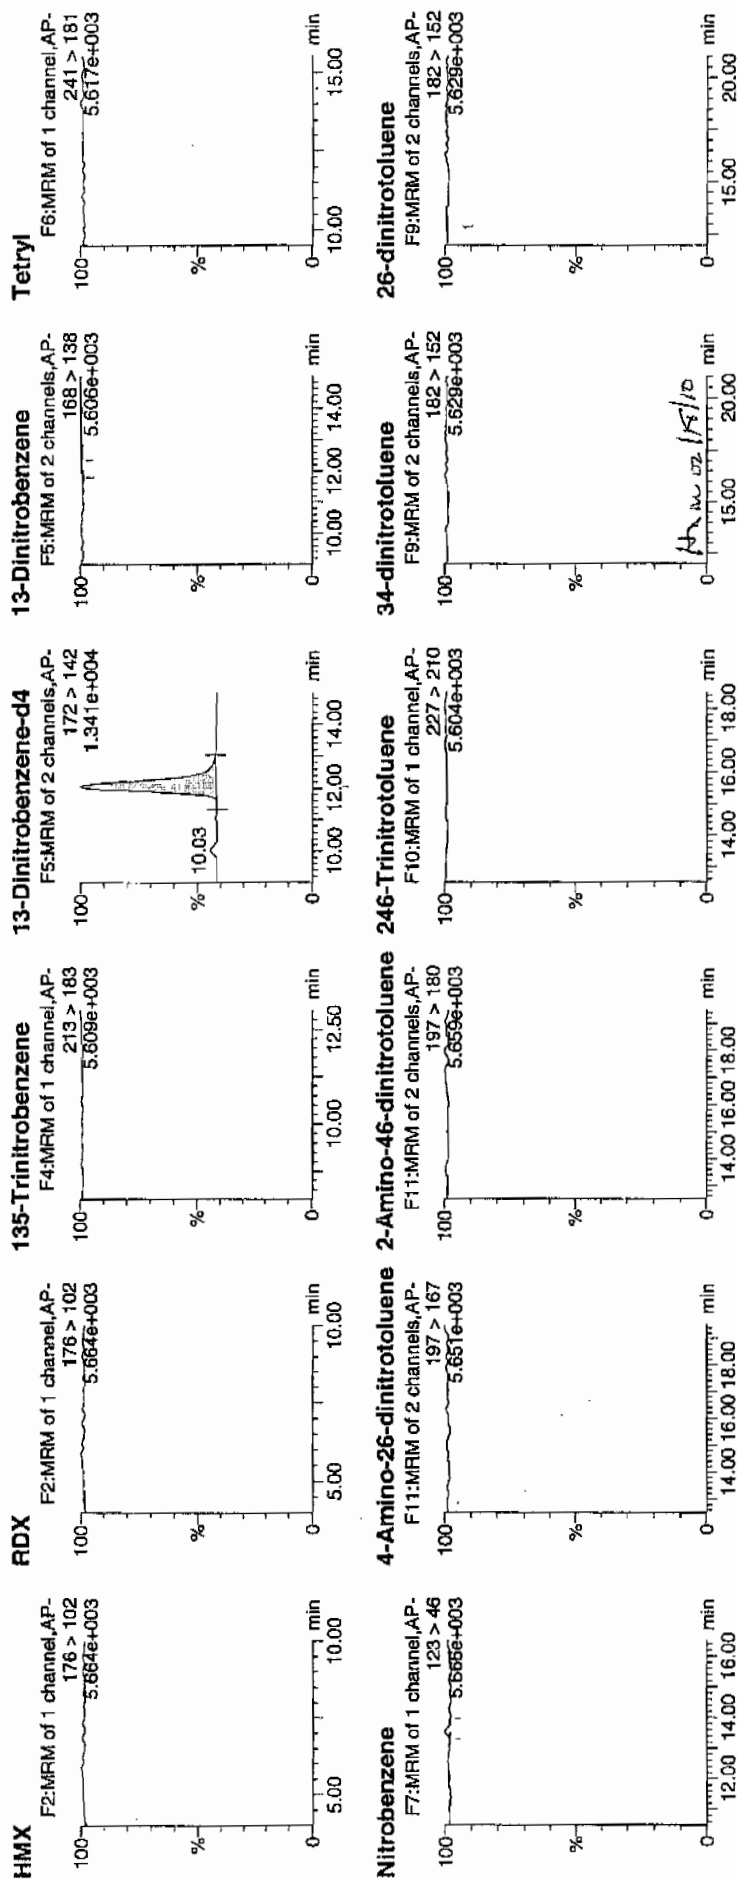 HMX
F2:MRM of 1 channel,AP-
176 > 102
5.664e+003
100
%
0
5.00
10.00
min
RDX
F2:MRM of 1 channel,AP-
176 > 102
5.664e+003
100
%
0
5.00
10.00
min
135-Trinitrobenzene
F4:MRM of 1 channel,AP-
213 > 183
5.609e+003
100
%
0
10.00
12.50
min
13-Dinitrobenzene-d4
F5:MRM of 2 channels,AP-
172 > 142
1.341e+004
100
%
10.03
0
10.00
12.00
14.00
min
13-Dinitrobenzene
F5:MRM of 2 channels,AP-
168 > 138
5.606e+003
100
%
0
10.00
12.00
14.00
min
Tetryl
F6:MRM of 1 channel,AP-
241 > 181
5.617e+003
100
%
0
10.00
15.00
min
Nitrobenzene
F7:MRM of 1 channel,AP-
123 > 46
5.665e+003
100
%
0
12.00
14.00
16.00
min
4-Amino-26-dinitrotoluene
F11:MRM of 2 channels,AP-
197 > 167
5.651e+003
100
%
0
14.00
16.00
18.00
min
2-Amino-46-dinitrotoluene
F11:MRM of 2 channels,AP-
197 > 180
5.659e+003
100
%
0
14.00
16.00
18.00
min
246-Trinitrotoluene
F10:MRM of 1 channel,AP-
227 > 210
5.604e+003
100
%
0
14.00
16.00
18.00
min
34-dinitrotoluene
F9:MRM of 2 channels,AP-
182 > 152
5.629e+003
100
%
0
15.00
20.00
min
26-dinitrotoluene
F9:MRM of 2 channels,AP-
182 > 152
5.629e+003
100
%
0
15.00
20.00
min